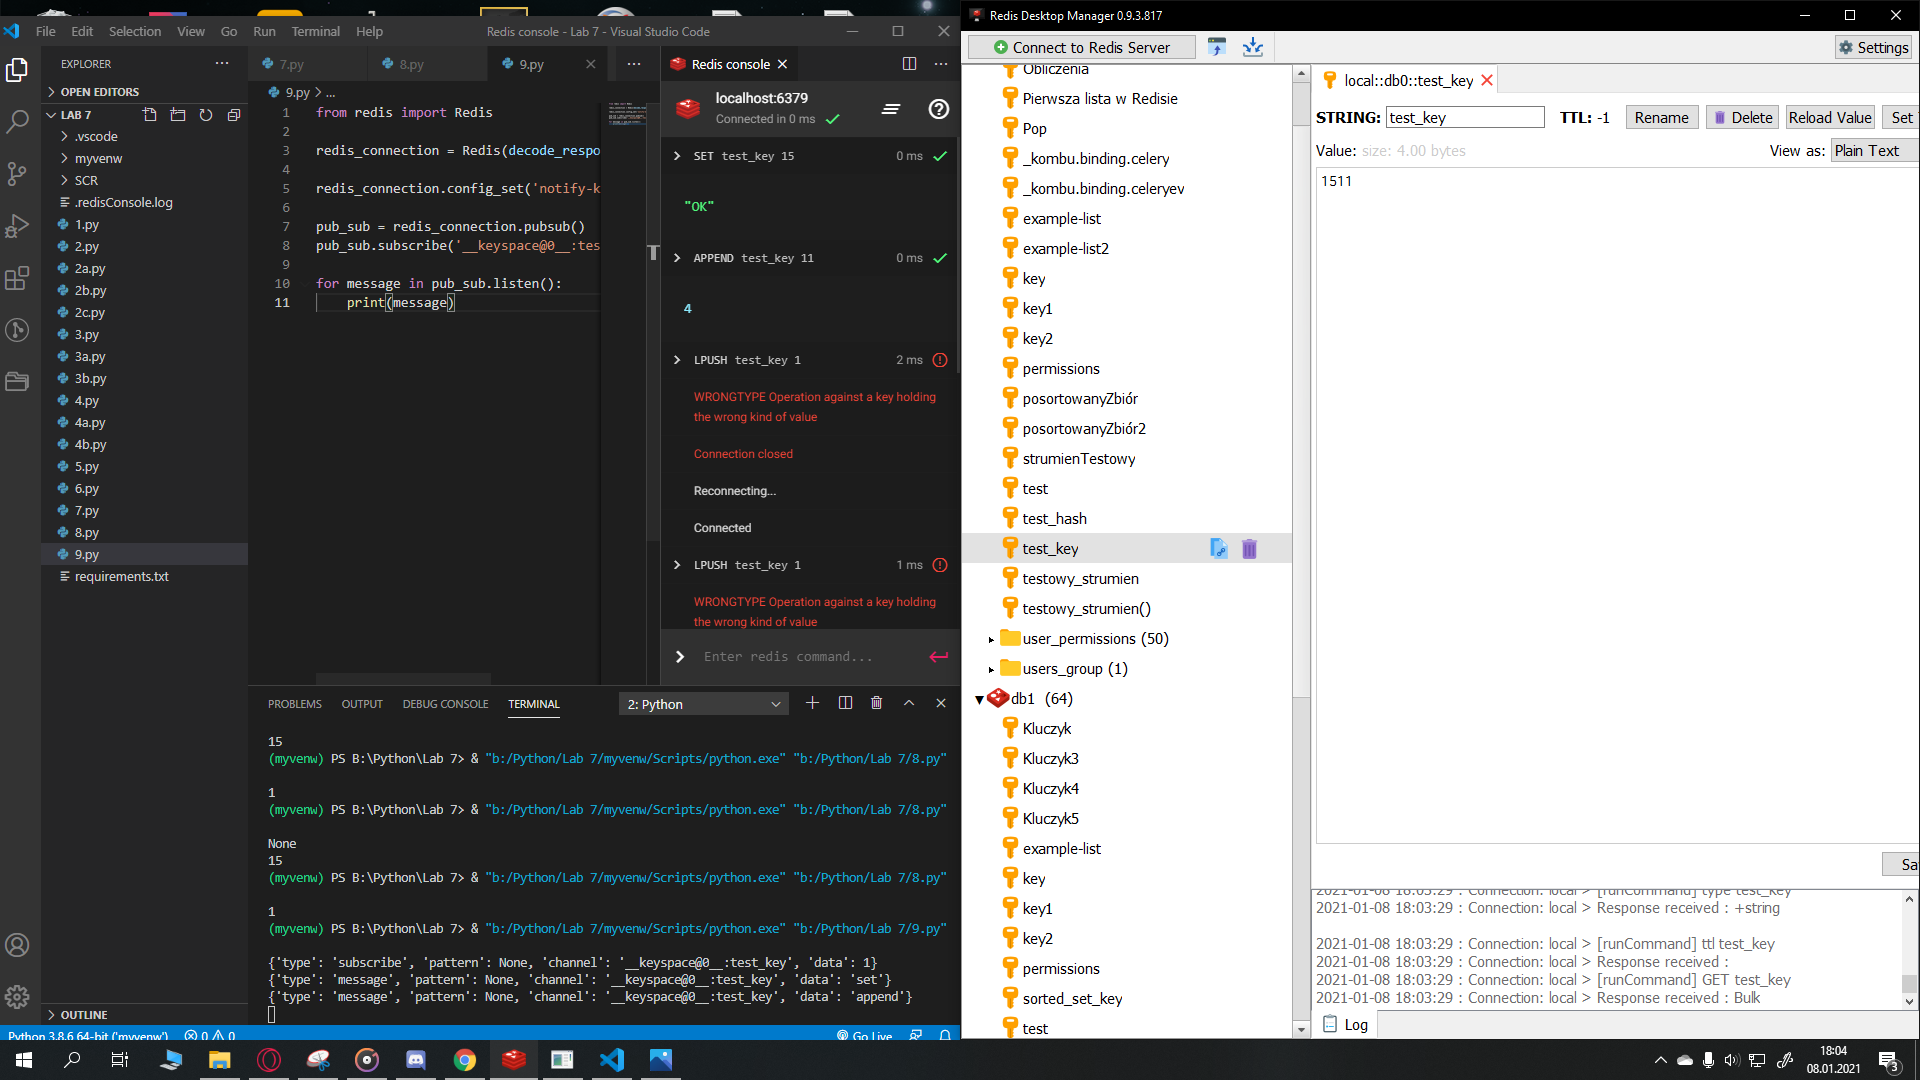 File Edit Selection View Go Run Terminal Help
Redis console - Lab 7 - Visual Studio Code
EXPLORER
OPEN EDITORS
LAB 7
.vscode
myvenw
SCR
.redisConsole.log
1.py
2.py
2a.py
2b.py
2c.py
3.py
3a.py
3b.py
4.py
4a.py
4b.py
5.py
6.py
7.py
8.py
9.py
requirements.txt
OUTLINE
7.py 8.py 9.py
9.py > ...
1 from redis import Redis
2
3 redis_connection = Redis(decode_respo
4
5 redis_connection.config_set('notify-k
6
7 pub_sub = redis_connection.pubsub()
8 pub_sub.subscribe('__keyspace@0__:tes
9
10 for message in pub_sub.listen():
11 print(message)
Redis console
localhost:6379
Connected in 0 ms
SET test_key 15 0 ms
"OK"
APPEND test_key 11 0 ms
4
LPUSH test_key 1 2 ms
WRONGTYPE Operation against a key holding
the wrong kind of value
Connection closed
Reconnecting...
Connected
LPUSH test_key 1 1 ms
WRONGTYPE Operation against a key holding
the wrong kind of value
Enter redis command...
PROBLEMS OUTPUT DEBUG CONSOLE TERMINAL 2: Python
15
(myvenw) PS B:\Python\Lab 7> & "b:/Python/Lab 7/myvenw/Scripts/python.exe" "b:/Python/Lab 7/8.py"
1
(myvenw) PS B:\Python\Lab 7> & "b:/Python/Lab 7/myvenw/Scripts/python.exe" "b:/Python/Lab 7/8.py"
None
15
(myvenw) PS B:\Python\Lab 7> & "b:/Python/Lab 7/myvenw/Scripts/python.exe" "b:/Python/Lab 7/8.py"
1
(myvenw) PS B:\Python\Lab 7> & "b:/Python/Lab 7/myvenw/Scripts/python.exe" "b:/Python/Lab 7/9.py"
{'type': 'subscribe', 'pattern': None, 'channel': '__keyspace@0__:test_key', 'data': 1}
{'type': 'message', 'pattern': None, 'channel': '__keyspace@0__:test_key', 'data': 'set'}
{'type': 'message', 'pattern': None, 'channel': '__keyspace@0__:test_key', 'data': 'append'}
Python 3.8.6 64-bit ('myvenw') 0 0 Go Live
Redis Desktop Manager 0.9.3.817
Connect to Redis Server
Settings
Obliczenia
Pierwsza lista w Redisie
Pop
_kombu.binding.celery
_kombu.binding.celeryev
example-list
example-list2
key
key1
key2
permissions
posortowanyZbiór
posortowanyZbiór2
strumienTestowy
test
test_hash
test_key
testowy_strumien
testowy_strumien()
user_permissions (50)
users_group (1)
db1 (64)
Kluczyk
Kluczyk3
Kluczyk4
Kluczyk5
example-list
key
key1
key2
permissions
sorted_set_key
test
local::db0::test_key
STRING: test_key TTL: -1 Rename Delete Reload Value Set
Value: size: 4.00 bytes View as: Plain Text
1511
Sa
2021-01-08 18:03:29 : Connection: local > [runCommand] type test_key
2021-01-08 18:03:29 : Connection: local > Response received : +string
2021-01-08 18:03:29 : Connection: local > [runCommand] ttl test_key
2021-01-08 18:03:29 : Connection: local > Response received :
2021-01-08 18:03:29 : Connection: local > [runCommand] GET test_key
2021-01-08 18:03:29 : Connection: local > Response received : Bulk
Log
18:04
08.01.2021
3